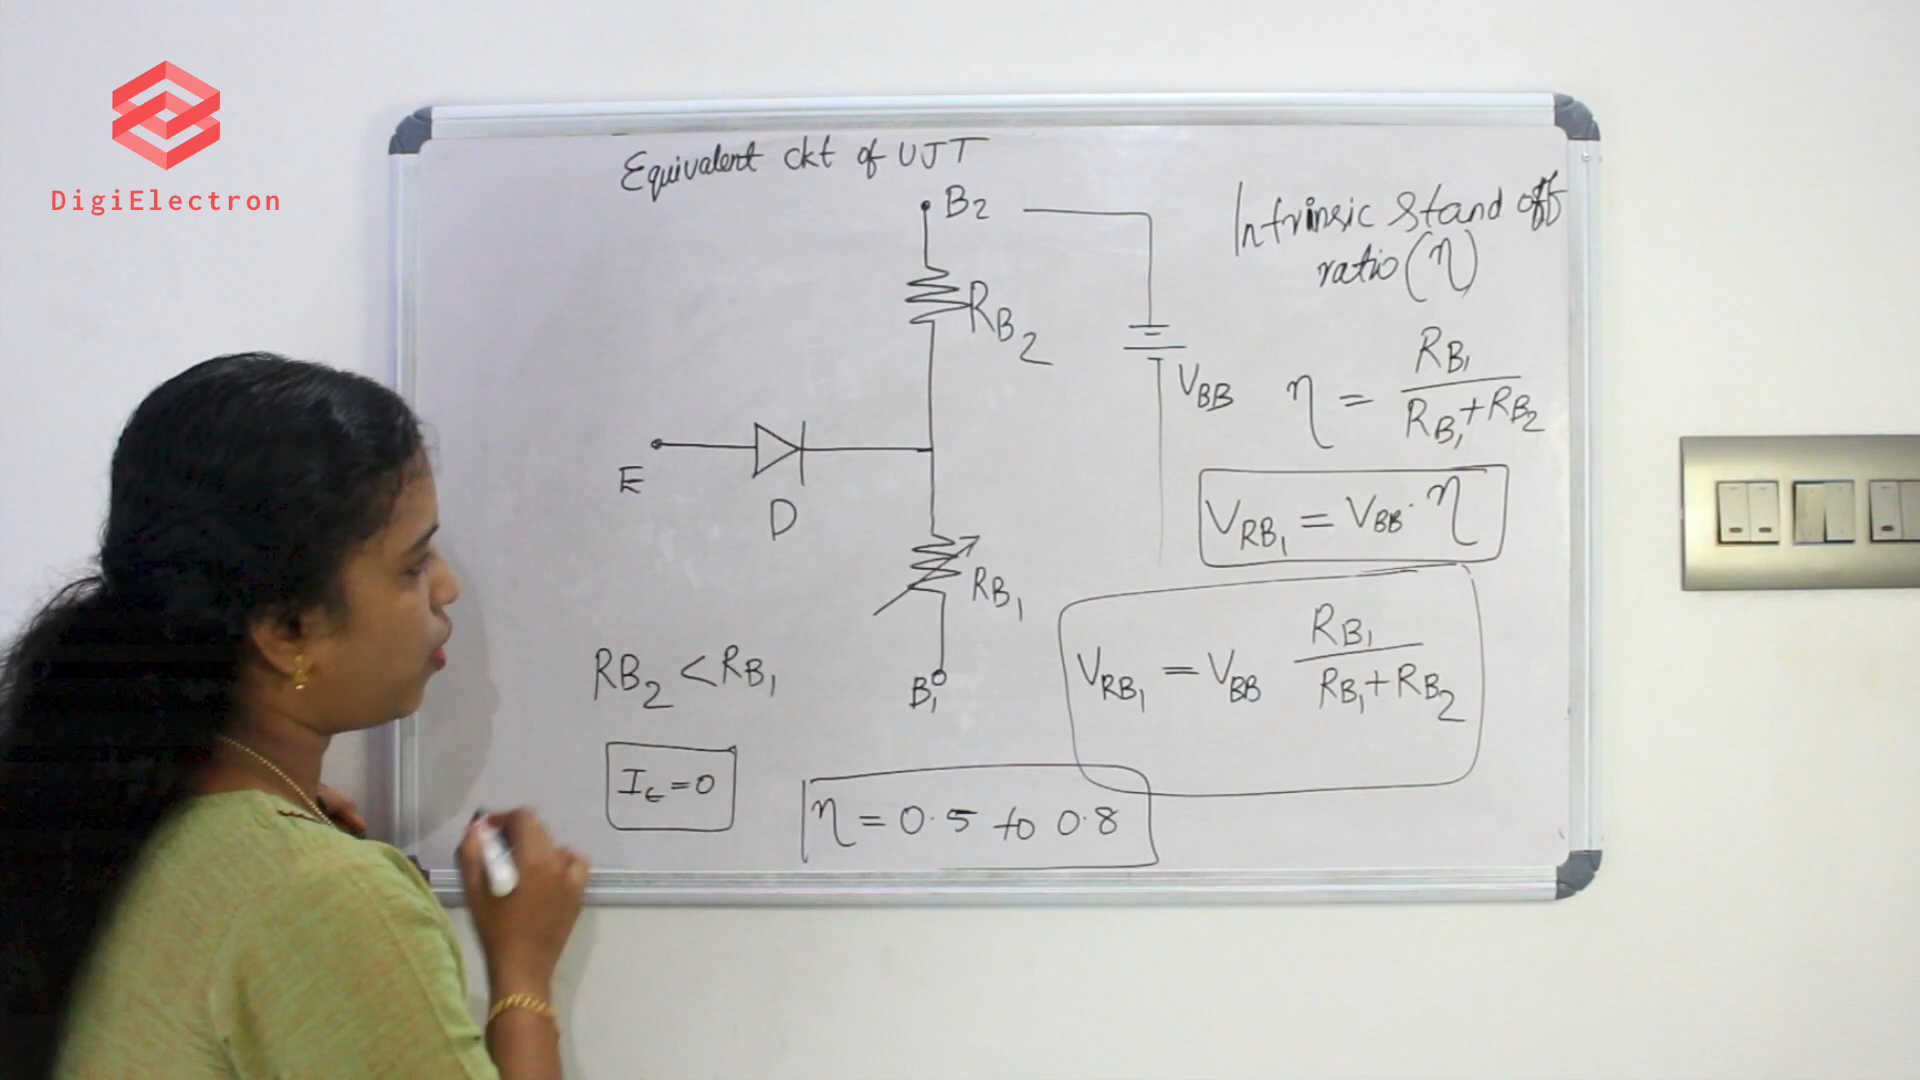 DigiElectron
Equivalent ckt of UJT
B2
RB2
VBB
E
D
RB1
B1
RB2 < RB1
IE = 0
η = 0.5 to 0.8
Intrinsic stand off
ratio (η)
η = RB1 / RB1 + RB2
VRB1 = VBB · η
VRB1 = VBB RB1 / RB1 + RB2